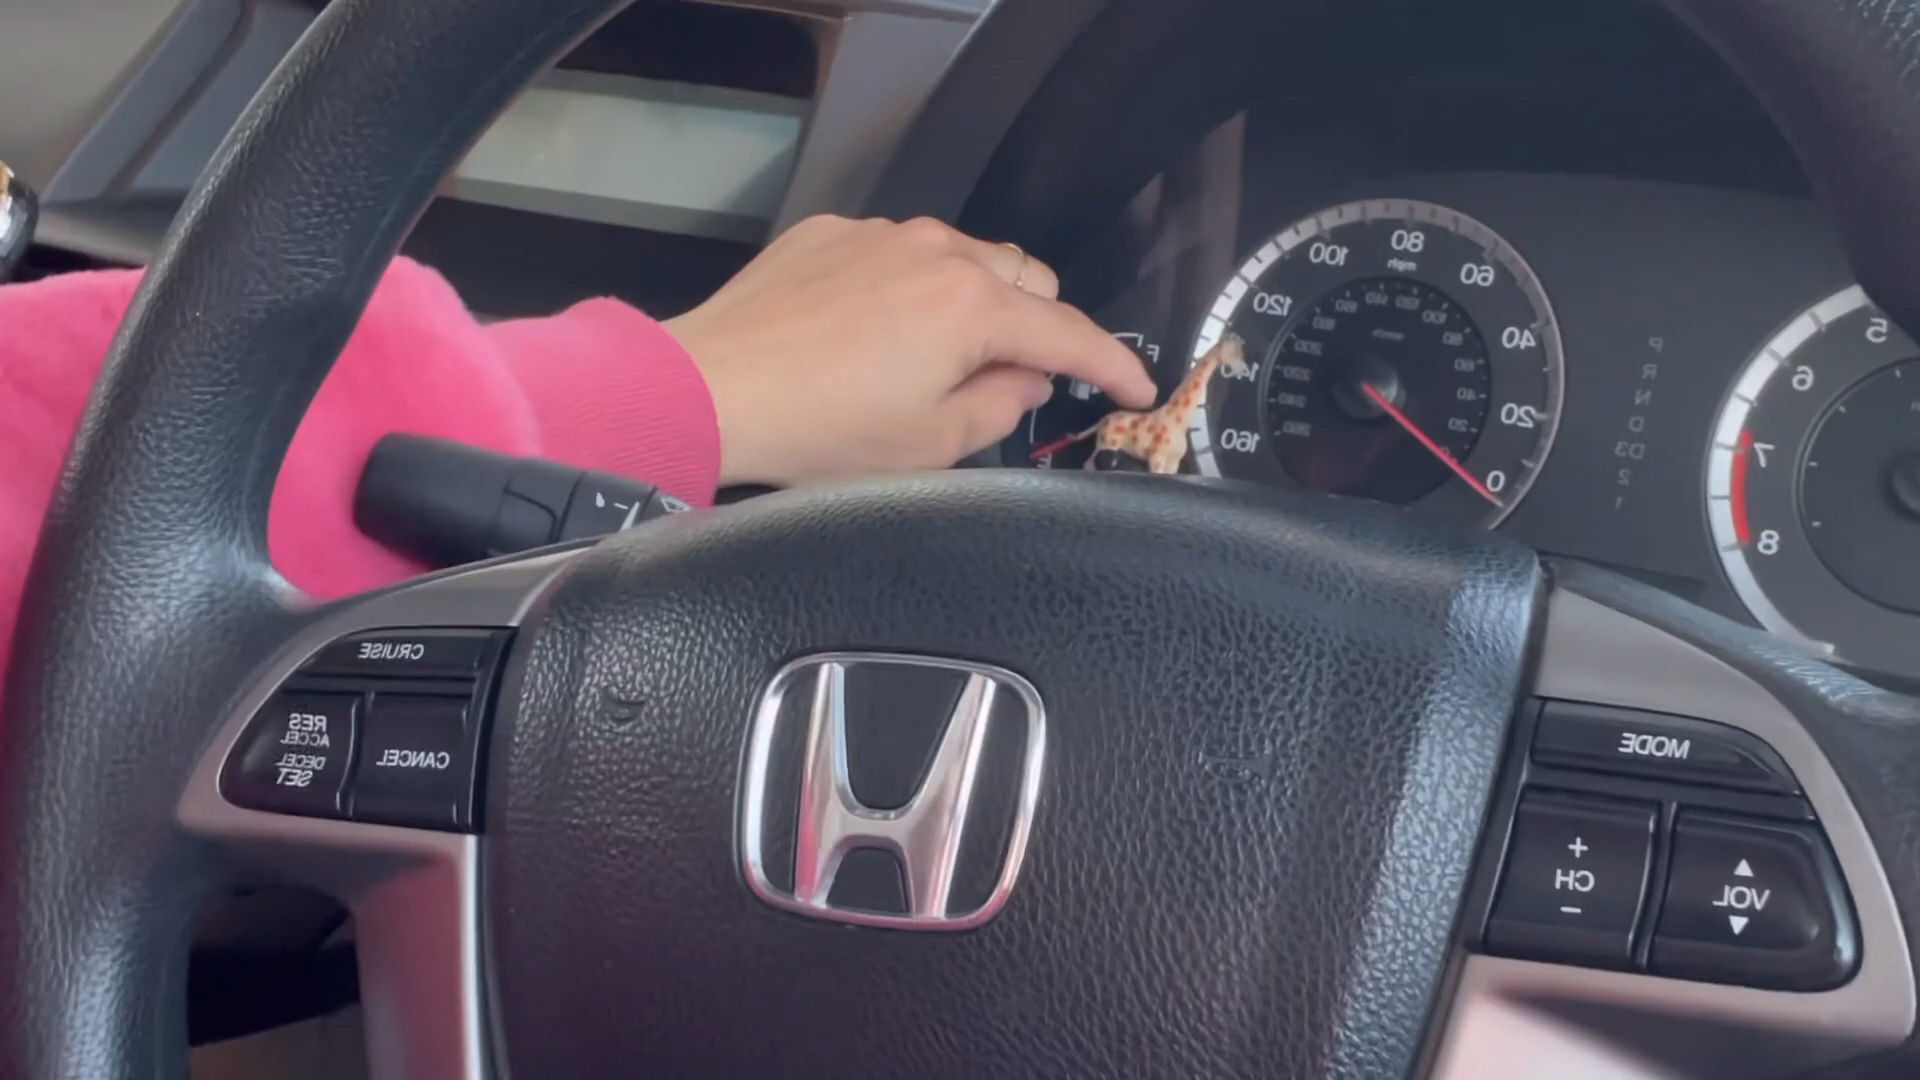 80
mph
100
60
120
40
140
20
160
0
F
P
R
N
D
D3
2
1
5
6
7
8
CRUISE
RES
ACCEL
DECEL
SET
CANCEL
MODE
+
CH
−
VOL